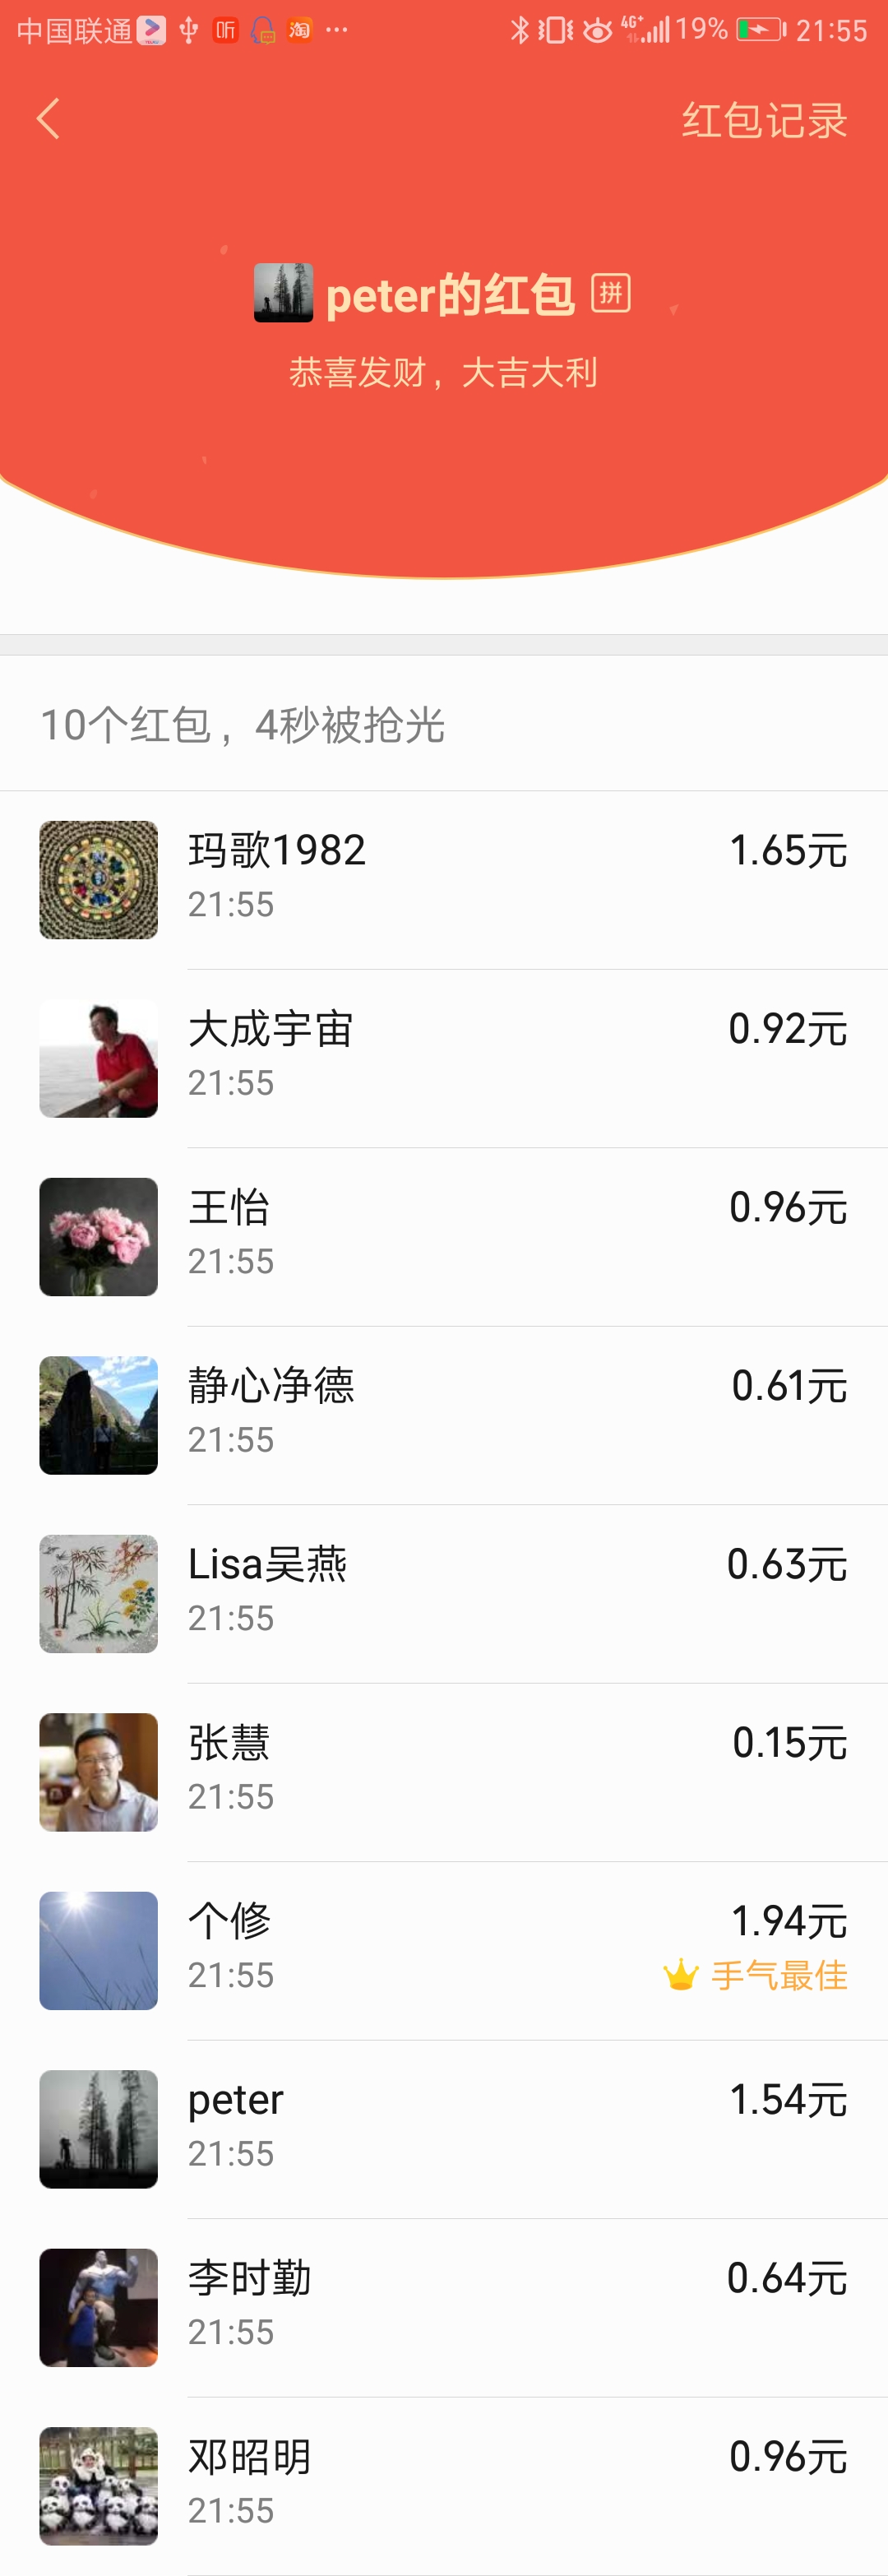 中国联通 听 淘 ... 4G+ 19% 21:55
红包记录
peter的红包 拼
恭喜发财，大吉大利
10个红包，4秒被抢光
玛歌1982 1.65元
21:55
大成宇宙 0.92元
21:55
王怡 0.96元
21:55
静心净德 0.61元
21:55
Lisa吴燕 0.63元
21:55
张慧 0.15元
21:55
个修 1.94元
21:55 手气最佳
peter 1.54元
21:55
李时勤 0.64元
21:55
邓昭明 0.96元
21:55